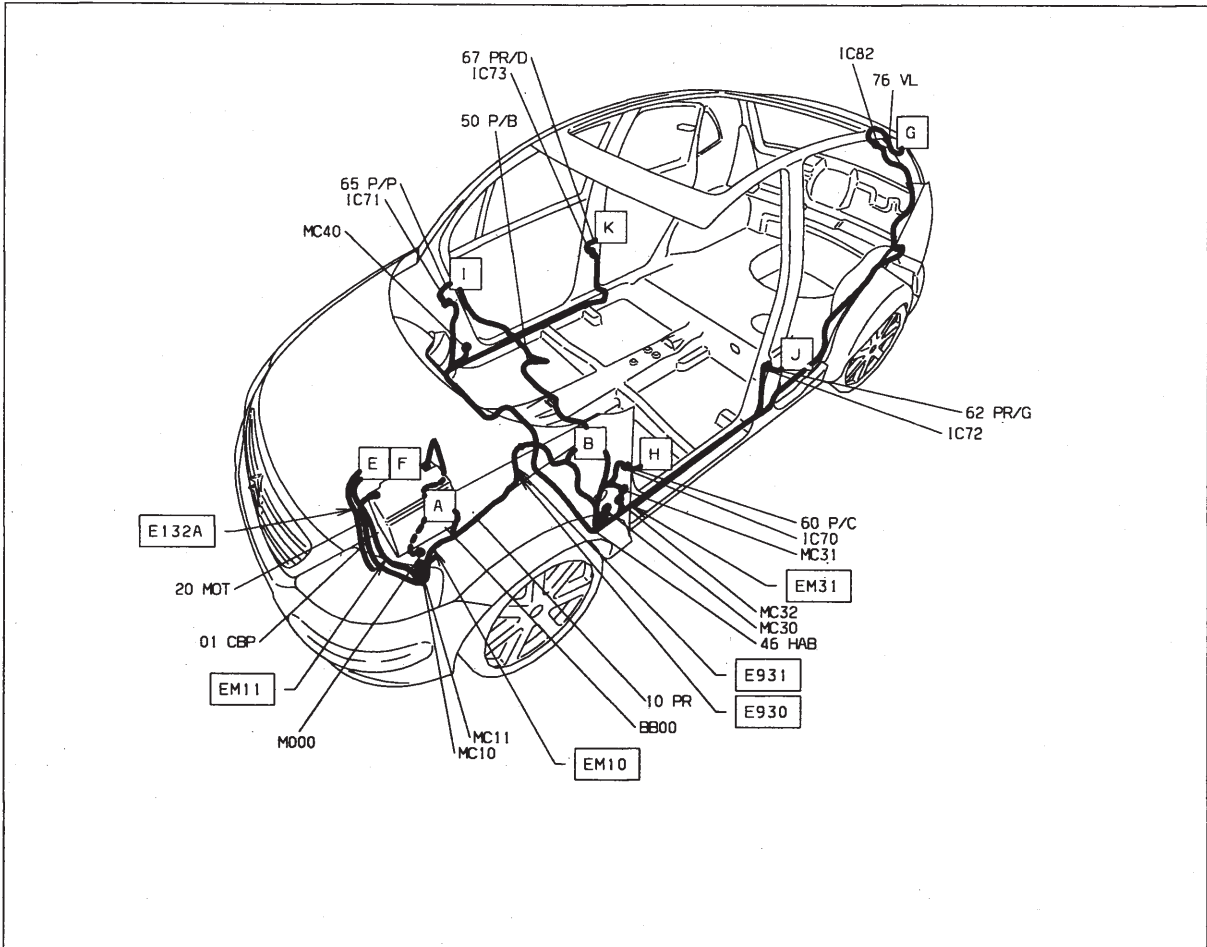 IC82
67 PR/D
IC73
76 VL
G
50 P/B
65 P/P
IC71
K
MC40
I
J
62 PR/G
IC72
B
E
F
H
A
60 P/C
E132A
IC70
MC31
20 MOT
EM31
MC32
MC30
01 CBP
46 HAB
E931
EM11
10 PR
E930
BB00
MC11
M000
MC10
EM10